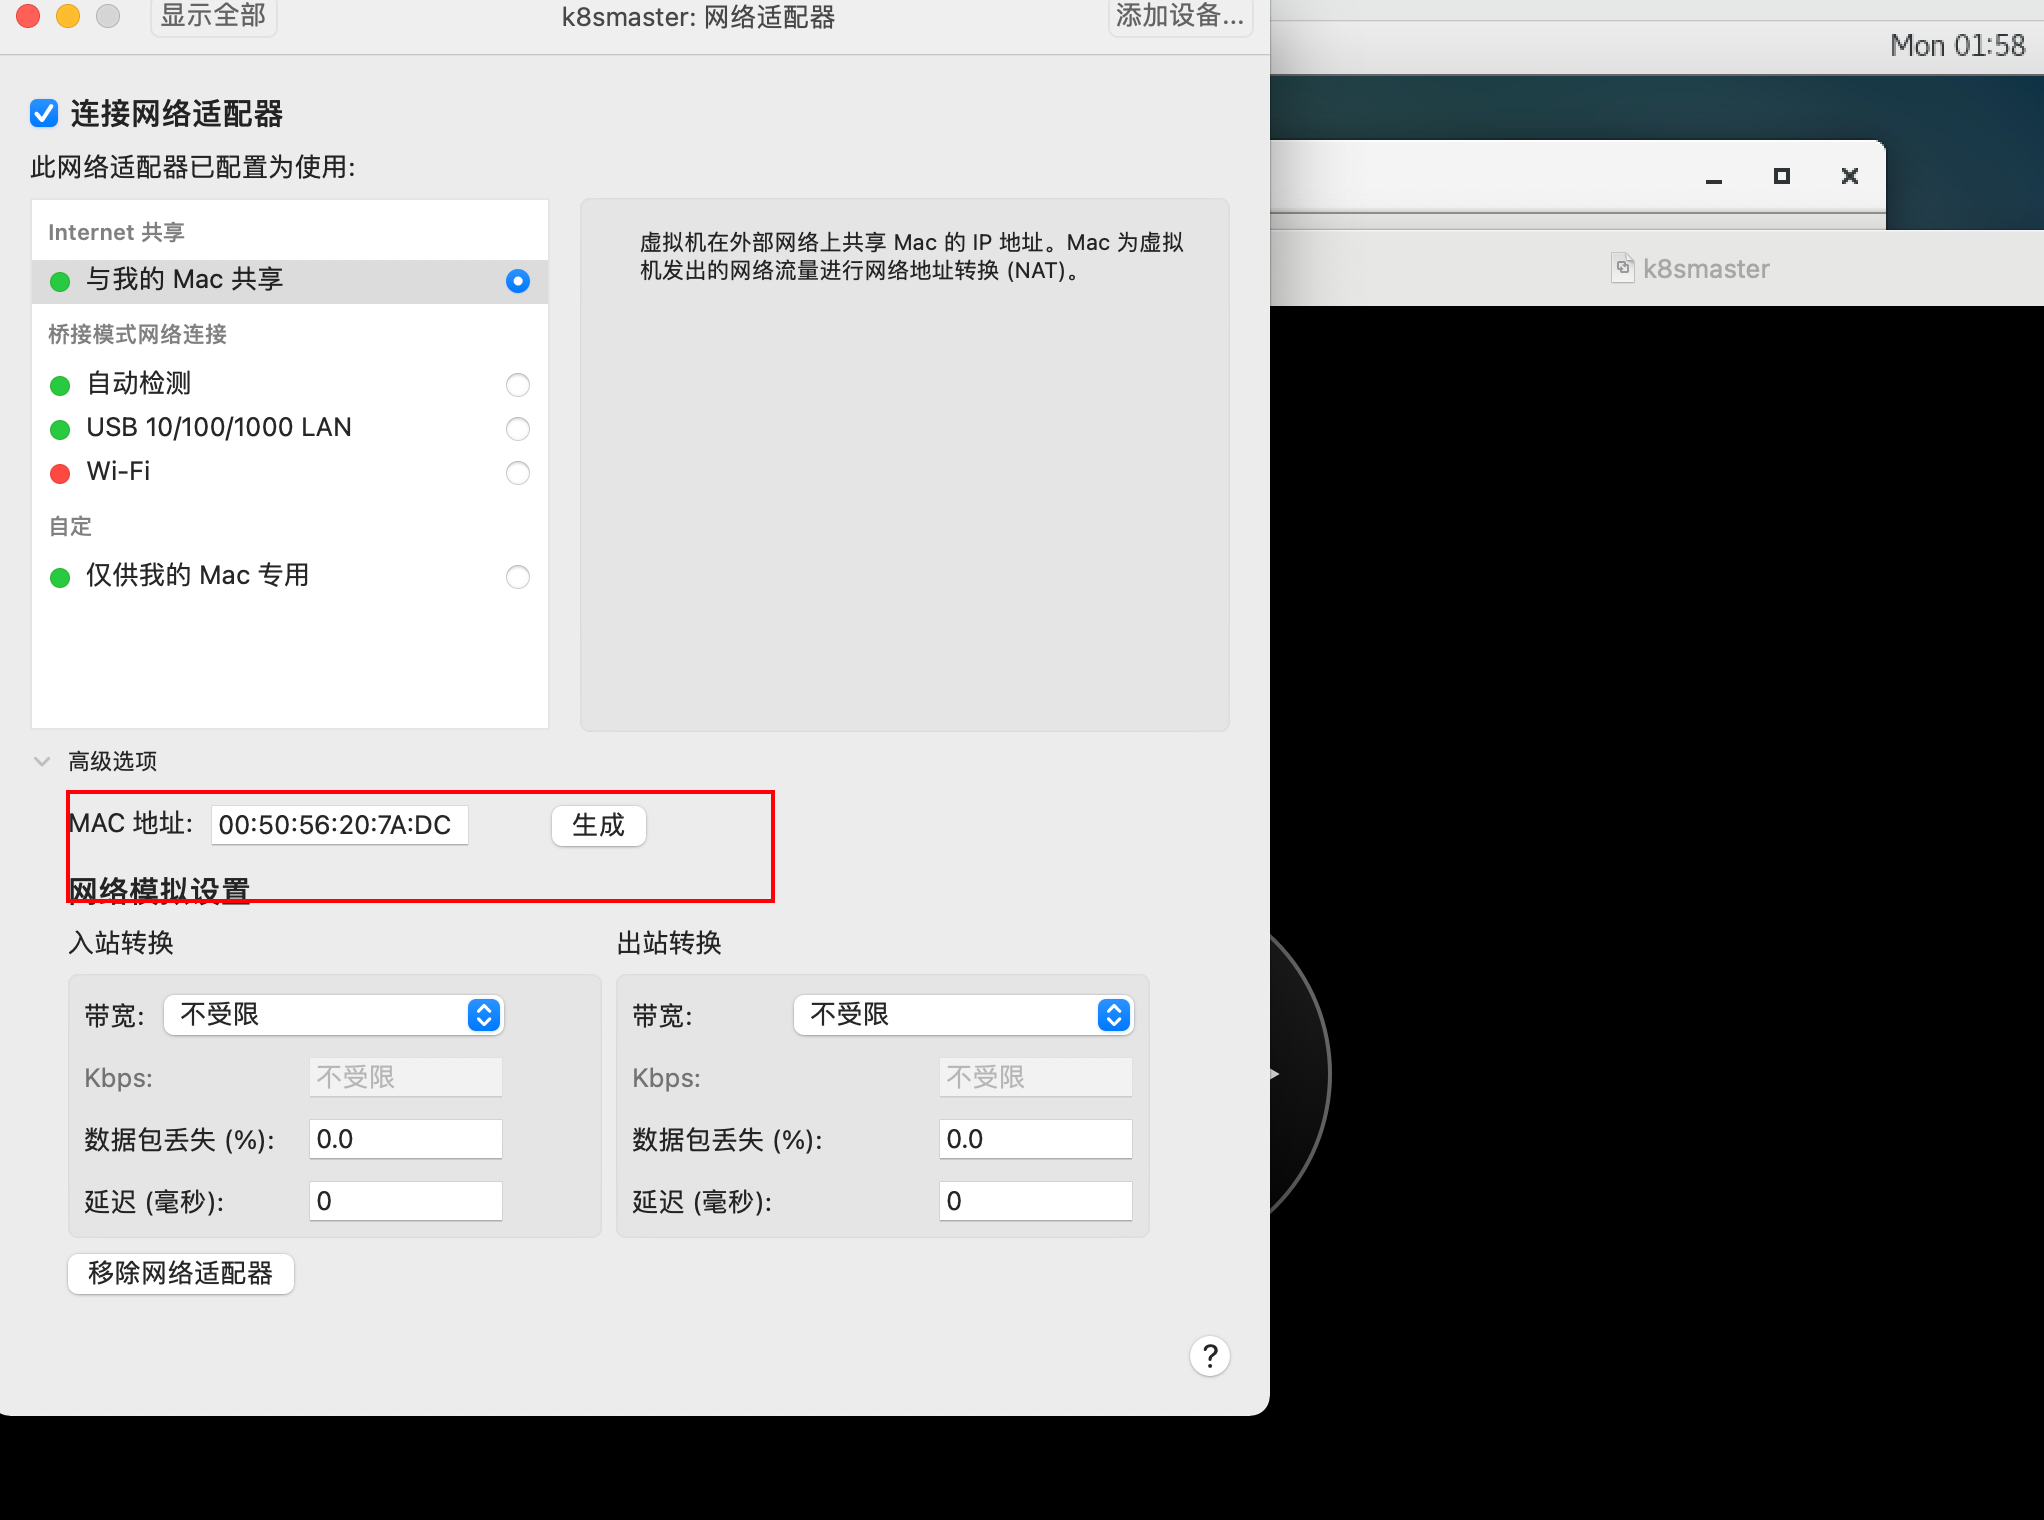 显示全部
k8smaster: 网络适配器
添加设备...
Mon 01:58
连接网络适配器
此网络适配器已配置为使用:
Internet 共享
与我的 Mac 共享
桥接模式网络连接
自动检测
USB 10/100/1000 LAN
Wi-Fi
自定
仅供我的 Mac 专用
虚拟机在外部网络上共享 Mac 的 IP 地址。Mac 为虚拟
机发出的网络流量进行网络地址转换 (NAT)。
k8smaster
高级选项
MAC 地址: 00:50:56:20:7A:DC 生成
网络模拟设置
入站转换
带宽: 不受限
Kbps: 不受限
数据包丢失 (%): 0.0
延迟 (毫秒): 0
出站转换
带宽: 不受限
Kbps: 不受限
数据包丢失 (%): 0.0
延迟 (毫秒): 0
移除网络适配器
?